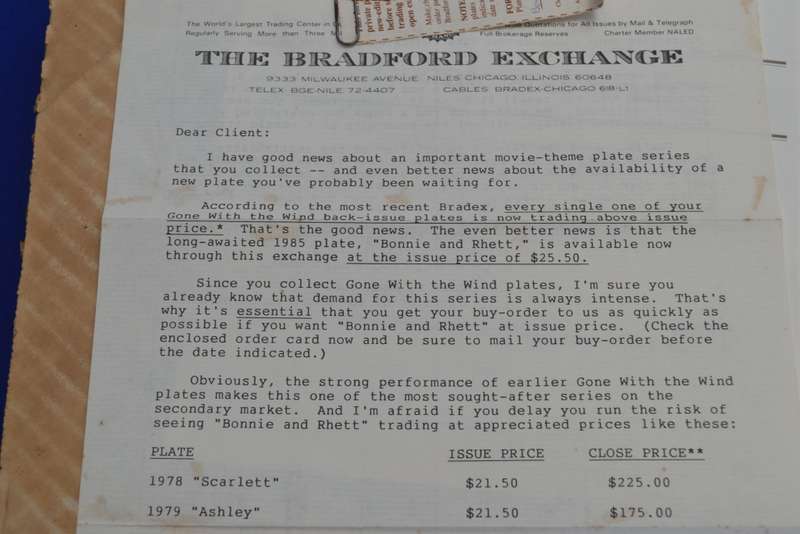 private
new-edi
before
trading
open
The World's Largest Trading Center in
Quotations for All Issues by Mail & Telegraph
Regularly Serving More than Three
Full Brokerage Reserves
Charter Member NALED
THE BRADFORD EXCHANGE
9333 MILWAUKEE AVENUE NILES CHICAGO, ILLINOIS 60648
TELEX: BGE-NILE 72-4407 CABLES: BRADEX-CHICAGO
Dear Client:
I have good news about an important movie-theme plate series
that you collect -- and even better news about the availability of a
new plate you've probably been waiting for.
According to the most recent Bradex, every single one of your
Gone With the Wind back-issue plates is now trading above issue
price.* That's the good news. The even better news is that the
long-awaited 1985 plate, "Bonnie and Rhett," is available now
through this exchange at the issue price of $25.50.
Since you collect Gone With the Wind plates, I'm sure you
already know that demand for this series is always intense. That's
why it's essential that you get your buy-order to us as quickly as
possible if you want "Bonnie and Rhett" at issue price. (Check the
enclosed order card now and be sure to mail your buy-order before
the date indicated.)
Obviously, the strong performance of earlier Gone With the Wind
plates makes this one of the most sought-after series on the
secondary market. And I'm afraid if you delay you run the risk of
seeing "Bonnie and Rhett" trading at appreciated prices like these:
PLATE ISSUE PRICE CLOSE PRICE**
1978 "Scarlett" $21.50 $225.00
1979 "Ashley" $21.50 $175.00